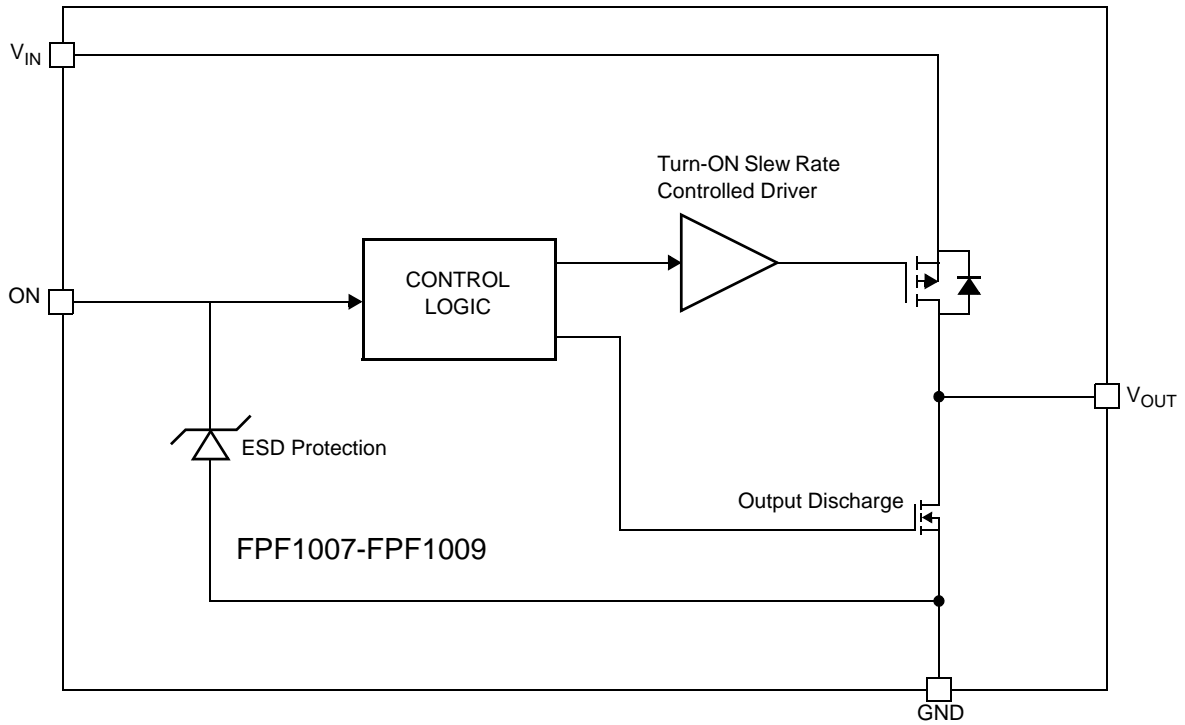 VIN
Turn-ON Slew Rate
Controlled Driver
CONTROL
LOGIC
ON
VOUT
ESD Protection
Output Discharge
FPF1007-FPF1009
GND